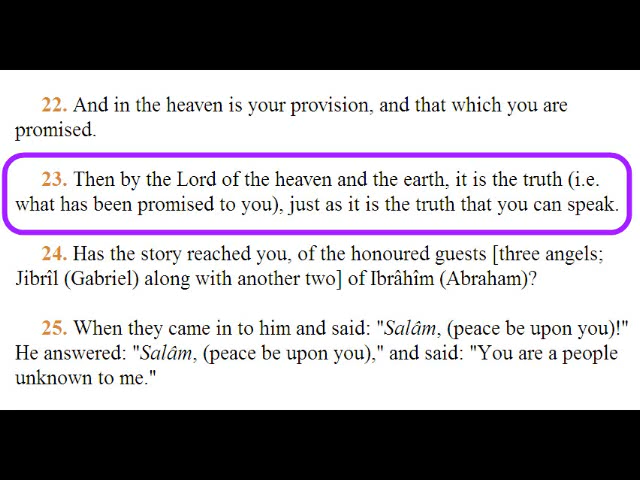 22. And in the heaven is your provision, and that which you are
promised.
23. Then by the Lord of the heaven and the earth, it is the truth (i.e.
what has been promised to you), just as it is the truth that you can speak.
24. Has the story reached you, of the honoured guests [three angels;
Jibrîl (Gabriel) along with another two] of Ibrâhîm (Abraham)?
25. When they came in to him and said: "Salâm, (peace be upon you)!"
He answered: "Salâm, (peace be upon you)," and said: "You are a people
unknown to me."